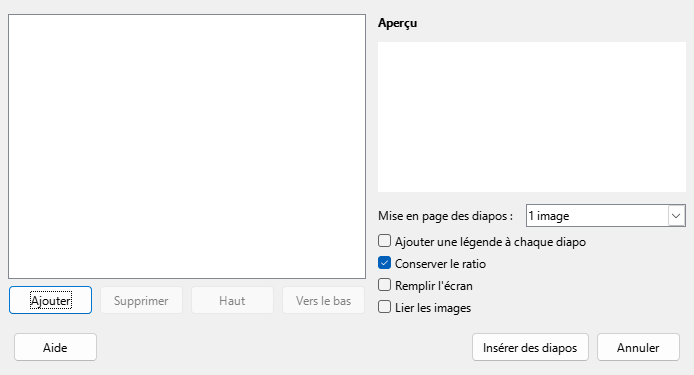 Aperçu
Mise en page des diapos :
1 image
Ajouter une légende à chaque diapo
Conserver le ratio
Remplir l'écran
Lier les images
Ajouter
Supprimer
Haut
Vers le bas
Aide
Insérer des diapos
Annuler